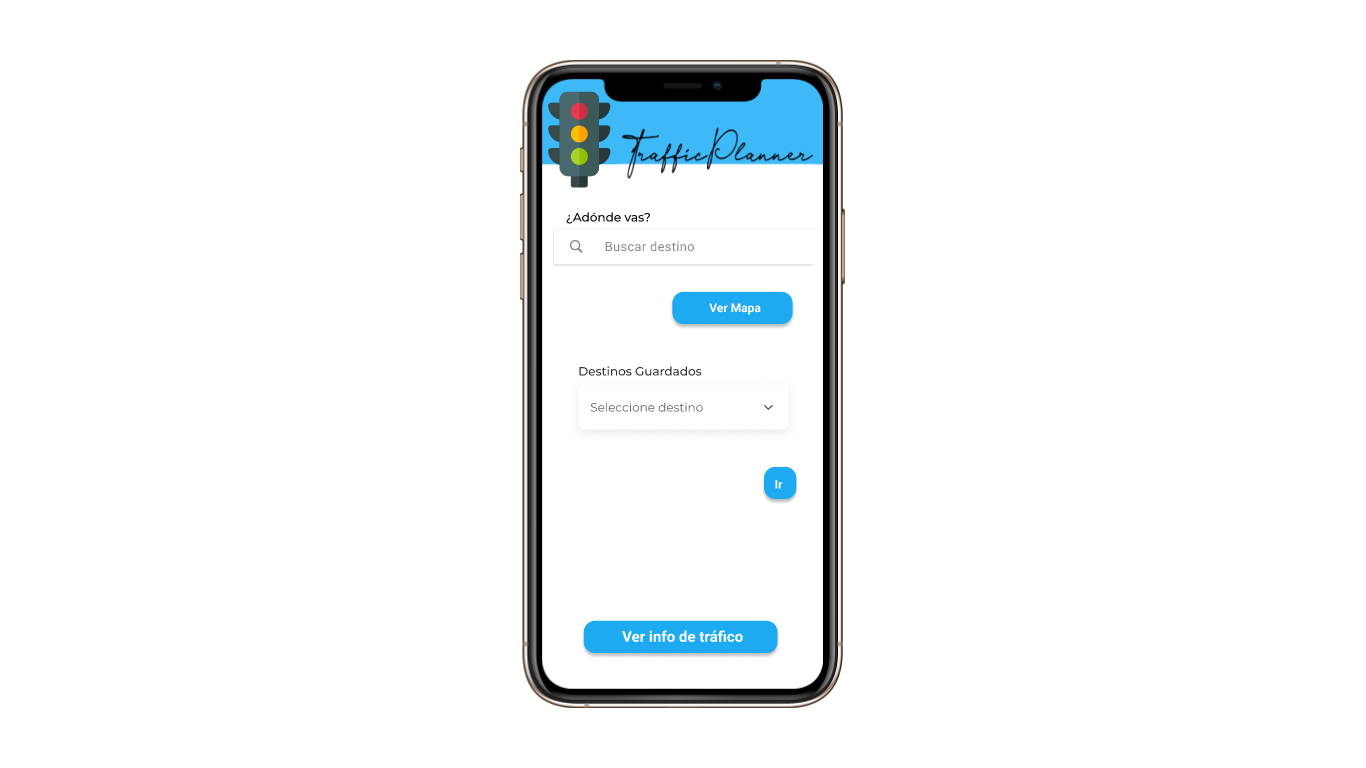 TrafficPlanner
¿Adónde vas?
Buscar destino
Ver Mapa
Destinos Guardados
Seleccione destino
Ir
Ver info de tráfico